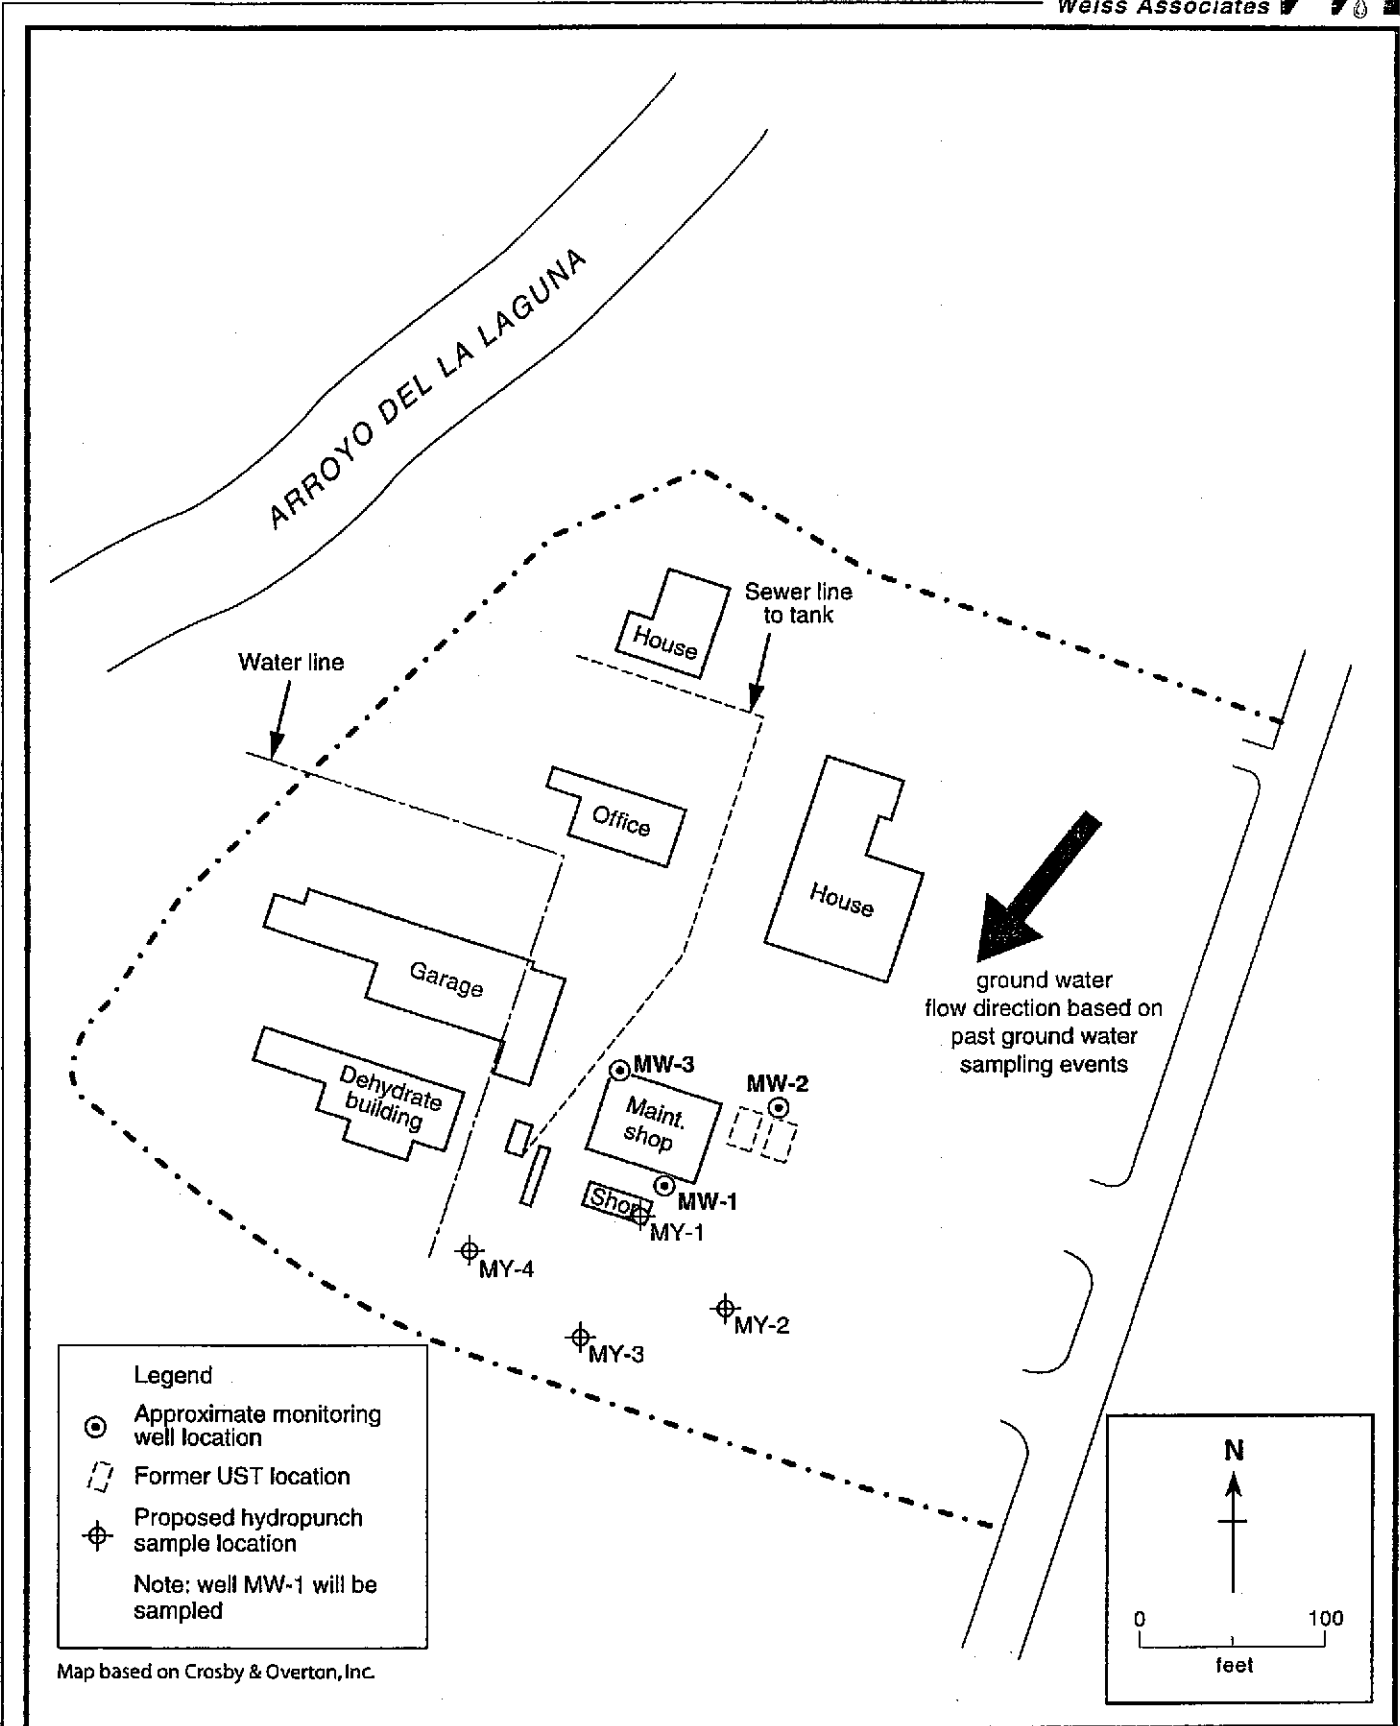 Weiss Associates
ARROYO DEL LA LAGUNA
Sewer line
to tank
House
Water line
Office
House
Garage
ground water
flow direction based on
past ground water
sampling events
MW-3
MW-2
Dehydrate
building
Maint.
shop
Shop
MW-1
MY-1
MY-4
MY-2
MY-3
Legend
Approximate monitoring
well location
Former UST location
Proposed hydropunch
sample location
Note: well MW-1 will be
sampled
N
0 100
feet
Map based on Crosby & Overton, Inc.